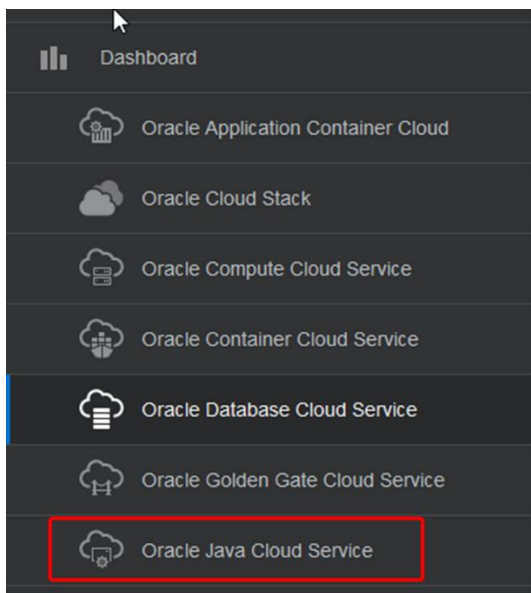 Dashboard
Oracle Application Container Cloud
Oracle Cloud Stack
Oracle Compute Cloud Service
Oracle Container Cloud Service
Oracle Database Cloud Service
Oracle Golden Gate Cloud Service
Oracle Java Cloud Service